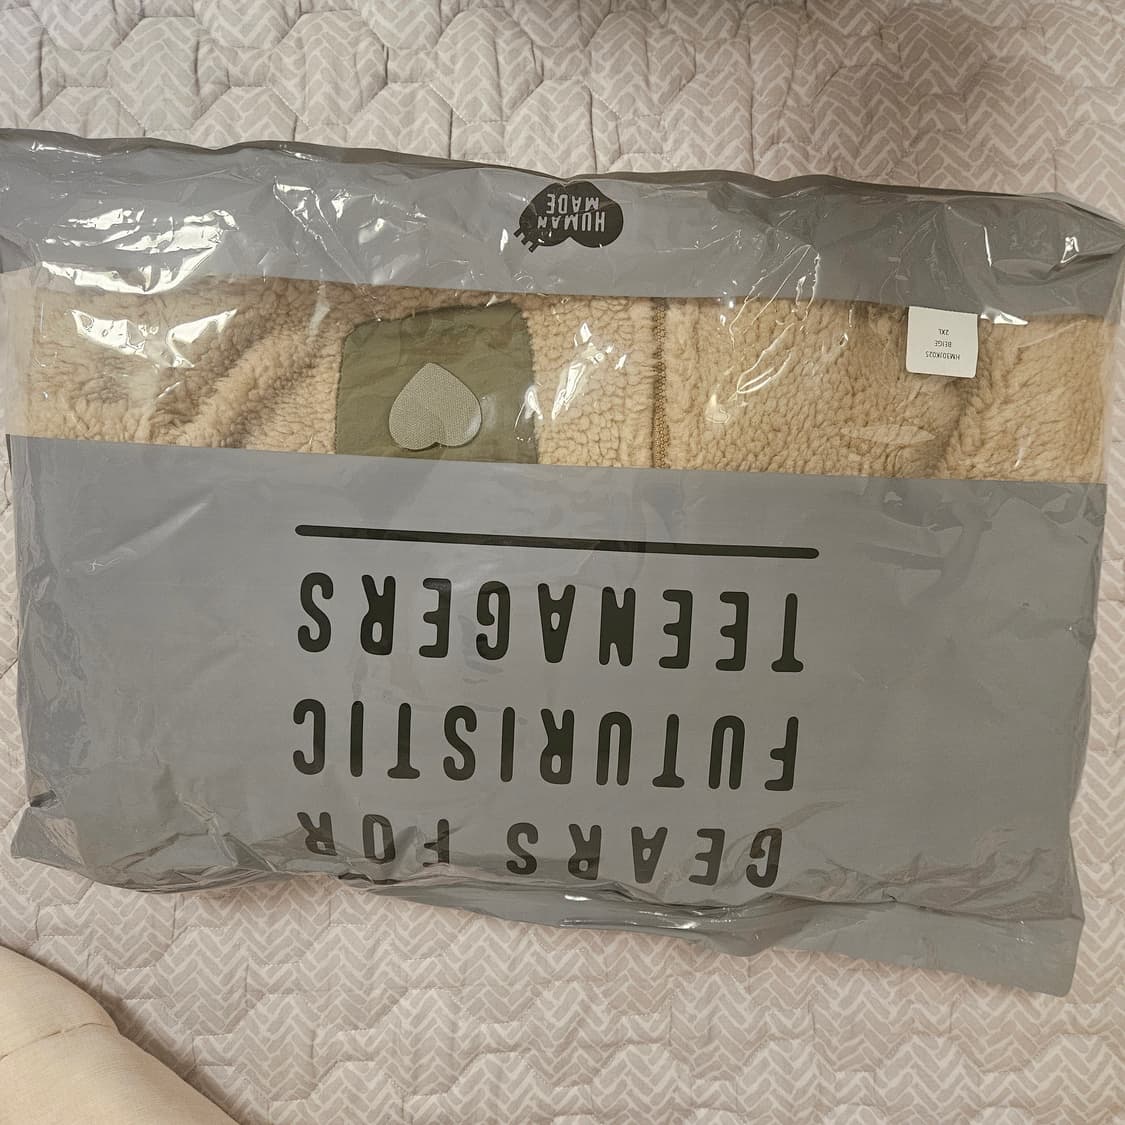 GEARS FOR
FUTURISTIC
TEENAGERS
HM30JK025
BEIGE
2XL
HUMAN
MADE